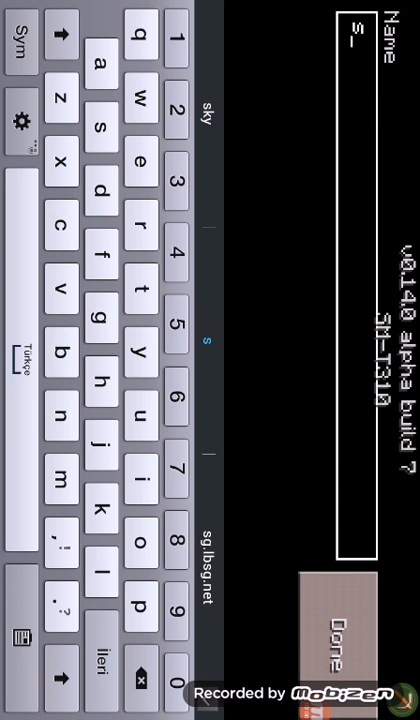 v0.14.0 alpha build 7
Name
SM-T310
s_
Done
sky s sg.lbsg.net
1 2 3 4 5 6 7 8 9 0
q w e r t y u i o p
a s d f g h j k l İleri
z x c v b n m , ! . ?
Sym Türkçe
Recorded by Mobizen